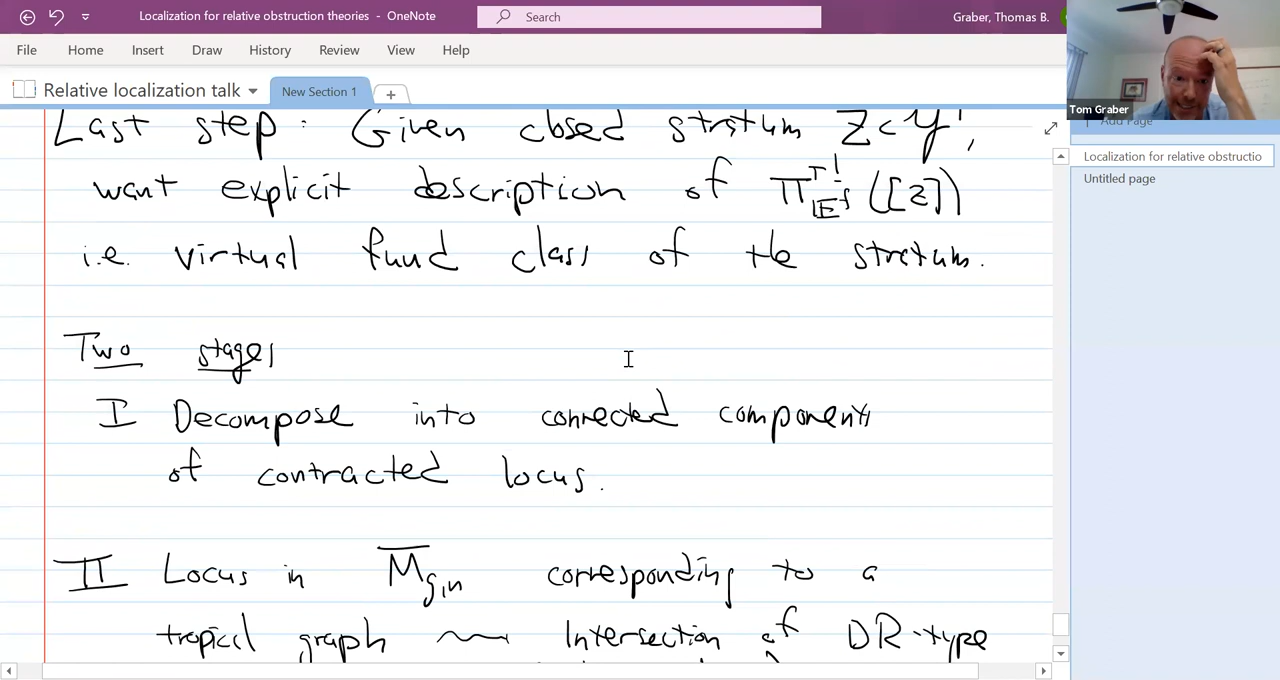 Localization for relative obstruction theories - OneNote
Search
Graber, Thomas B.
File Home Insert Draw History Review View Help
Relative localization talk
New Section 1
Tom Graber
Add Page
Localization for relative obstructio
Untitled page
Last step: Given closed stratum Z ⊂ Y',
want explicit description of π^{T!}_{𝔼^f} ([Z])
i.e. virtual fund class of the stratum.
Two stages
I Decompose into connected components
of contracted locus.
II Locus in M̅_{g,n} corresponding to a
tropical graph ⇝ Intersection of DR-type